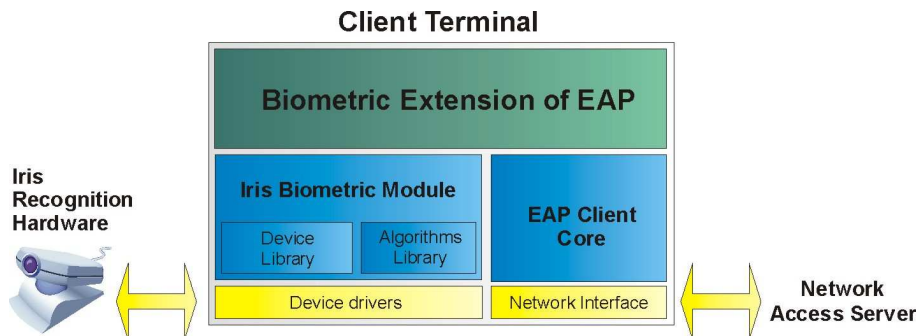 Client Terminal
Biometric Extension of EAP
Iris
Recognition
Hardware
Iris Biometric Module
Device
Library
Algorithms
Library
EAP Client
Core
Device drivers
Network Interface
Network
Access Server